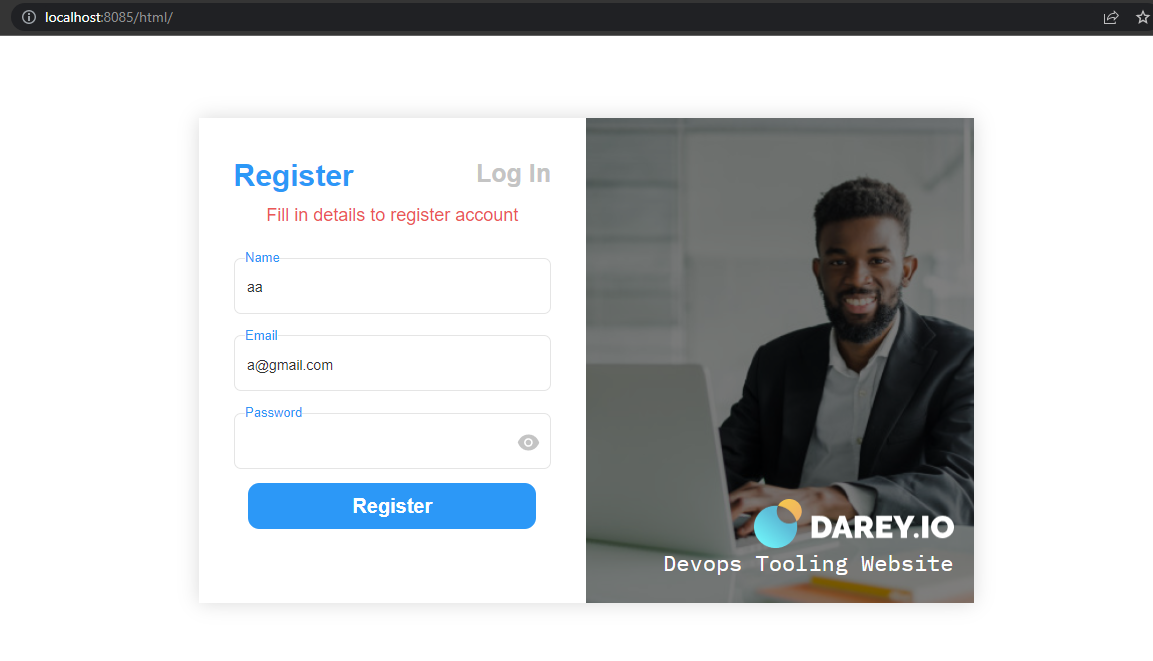 localhost:8085/html/
Register
Log In
Fill in details to register account
Name
aa
Email
a@gmail.com
Password
Register
DAREY.IO
Devops Tooling Website